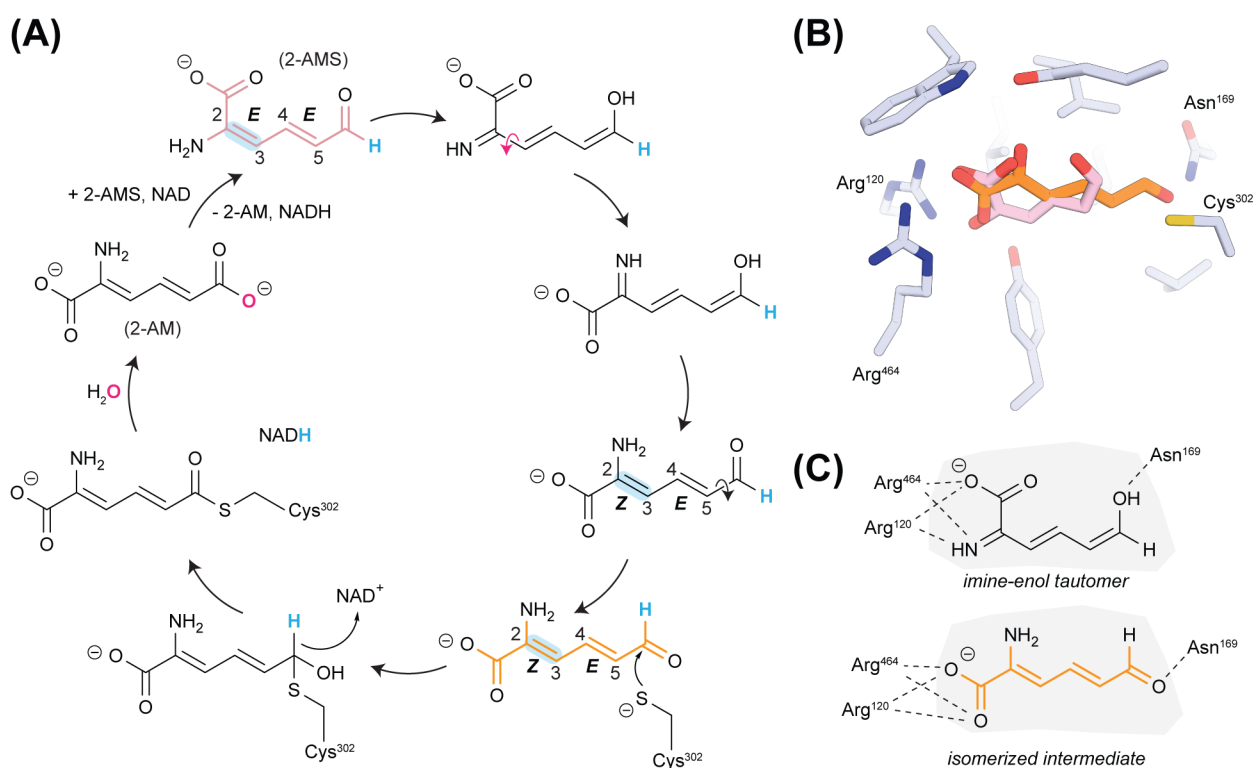 (A)
(2-AMS)
⊖
O
O
O
2
E
4
E
H₂N
3
5
H
⊖
O
O
OH
HN
H
+ 2-AMS, NAD
- 2-AM, NADH
NH₂
O
⊖
O
O
O
⊖
(2-AM)
NH
OH
⊖
O
O
H
H₂O
NADH
NH₂
O
⊖
O
O
S
Cys³⁰²
NH₂
O
⊖
O
O
2
4
Z
3
E
5
H
NAD⁺
NH₂
H
⊖
O
O
OH
S
Cys³⁰²
NH₂
H
⊖
O
O
2
4
Z
3
E
5
O
S
⊖
Cys³⁰²
(B)
Asn¹⁶⁹
Arg¹²⁰
Cys³⁰²
Arg⁴⁶⁴
(C)
Asn¹⁶⁹
⊖
Arg⁴⁶⁴
O
O
OH
Arg¹²⁰
HN
H
imine-enol tautomer
NH₂
H
Asn¹⁶⁹
Arg⁴⁶⁴
⊖
O
Arg¹²⁰
O
O
isomerized intermediate